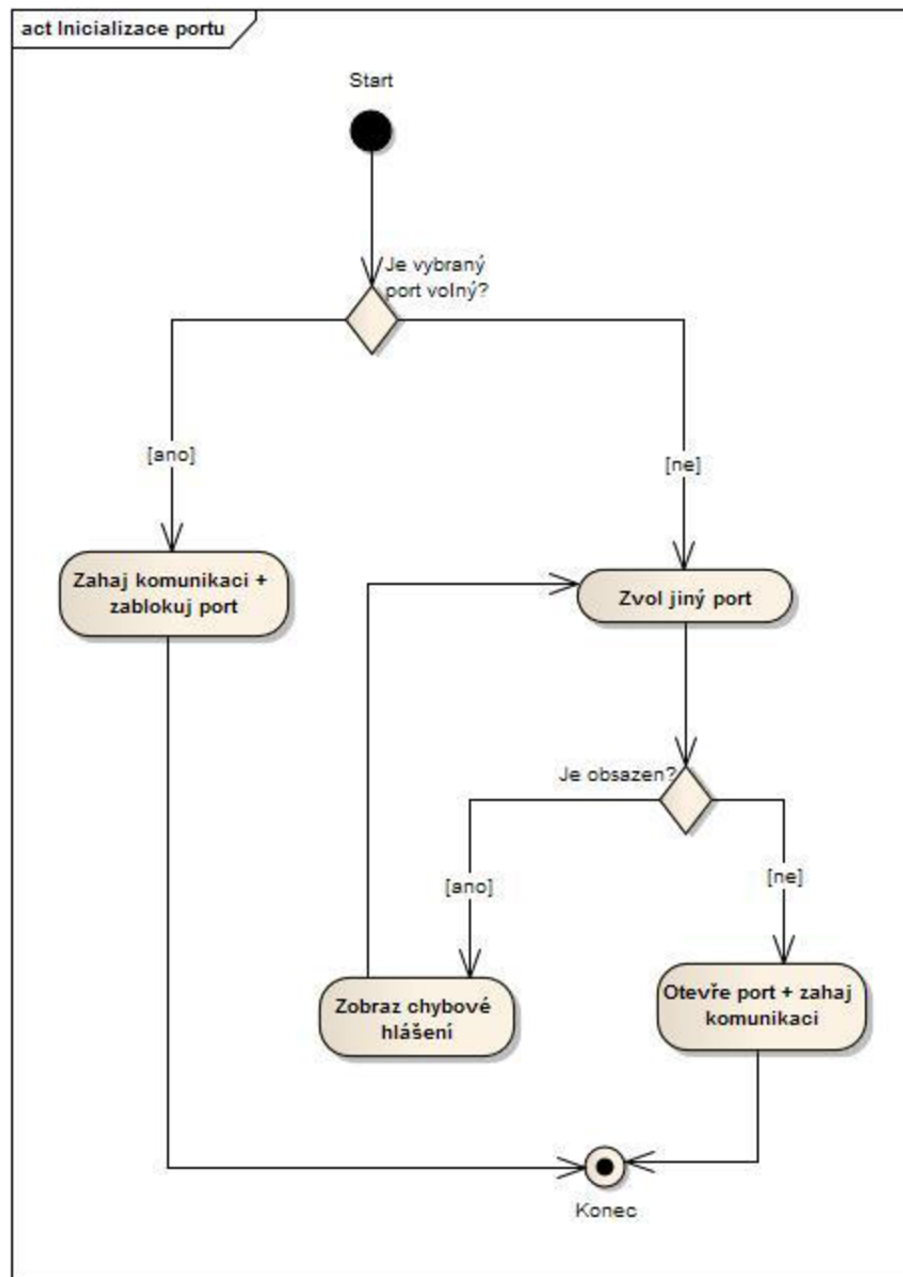 act Inicializace portu
Start
Je vybraný
port volný?
[ano]
[ne]
Zahaj komunikaci +
zablokuj port
Zvol jiný port
Je obsazen?
[ano]
[ne]
Zobraz chybové
hlášení
Otevře port + zahaj
komunikaci
Konec